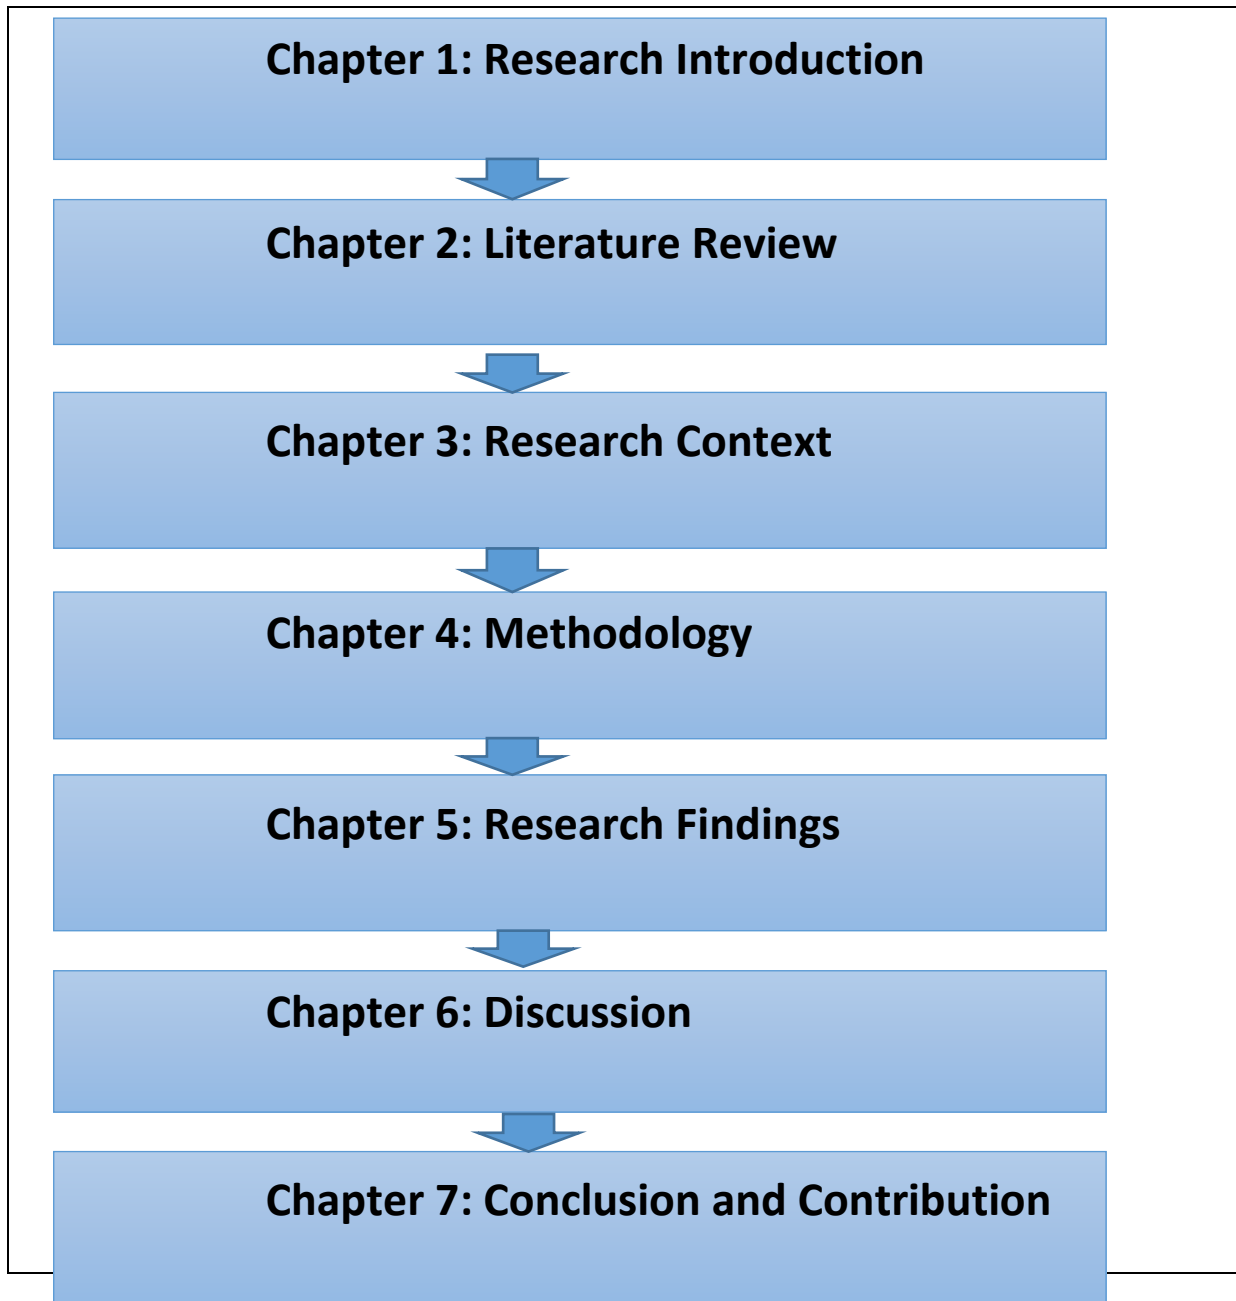 Chapter 1: Research Introduction
Chapter 2: Literature Review
Chapter 3: Research Context
Chapter 4: Methodology
Chapter 5: Research Findings
Chapter 6: Discussion
Chapter 7: Conclusion and Contribution